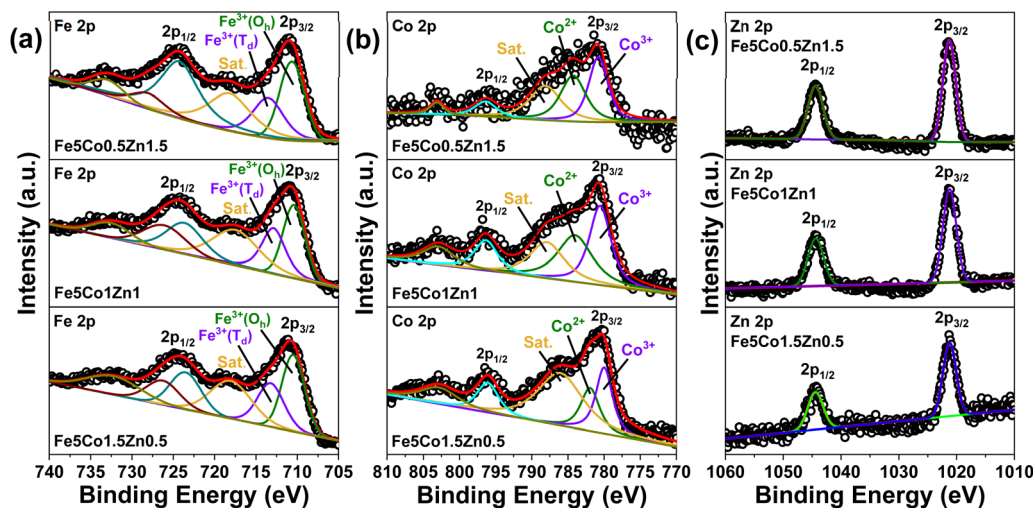 (a)
Fe 2p
2p1/2
Fe³⁺(Oh)
Fe³⁺(Td)
Sat.
2p3/2
Fe5Co0.5Zn1.5
Fe 2p
2p1/2
Fe³⁺(Oh)
Fe³⁺(Td)
Sat.
2p3/2
Fe5Co1Zn1
Fe 2p
2p1/2
Fe³⁺(Oh)
Fe³⁺(Td)
Sat.
2p3/2
Fe5Co1.5Zn0.5
740 735 730 725 720 715 710 705
Binding Energy (eV)
Intensity (a.u.)
(b)
Co 2p
2p1/2
Sat.
Co²⁺
2p3/2
Co³⁺
Fe5Co0.5Zn1.5
Co 2p
2p1/2
Sat.
Co²⁺
2p3/2
Co³⁺
Fe5Co1Zn1
Co 2p
2p1/2
Sat.
Co²⁺
2p3/2
Co³⁺
Fe5Co1.5Zn0.5
810 805 800 795 790 785 780 775 770
Binding Energy (eV)
Intensity (a.u.)
(c)
Zn 2p
Fe5Co0.5Zn1.5
2p1/2
2p3/2
Zn 2p
Fe5Co1Zn1
2p1/2
2p3/2
Zn 2p
Fe5Co1.5Zn0.5
2p1/2
2p3/2
1060 1050 1040 1030 1020 1010
Binding Energy (eV)
Intensity (a.u.)